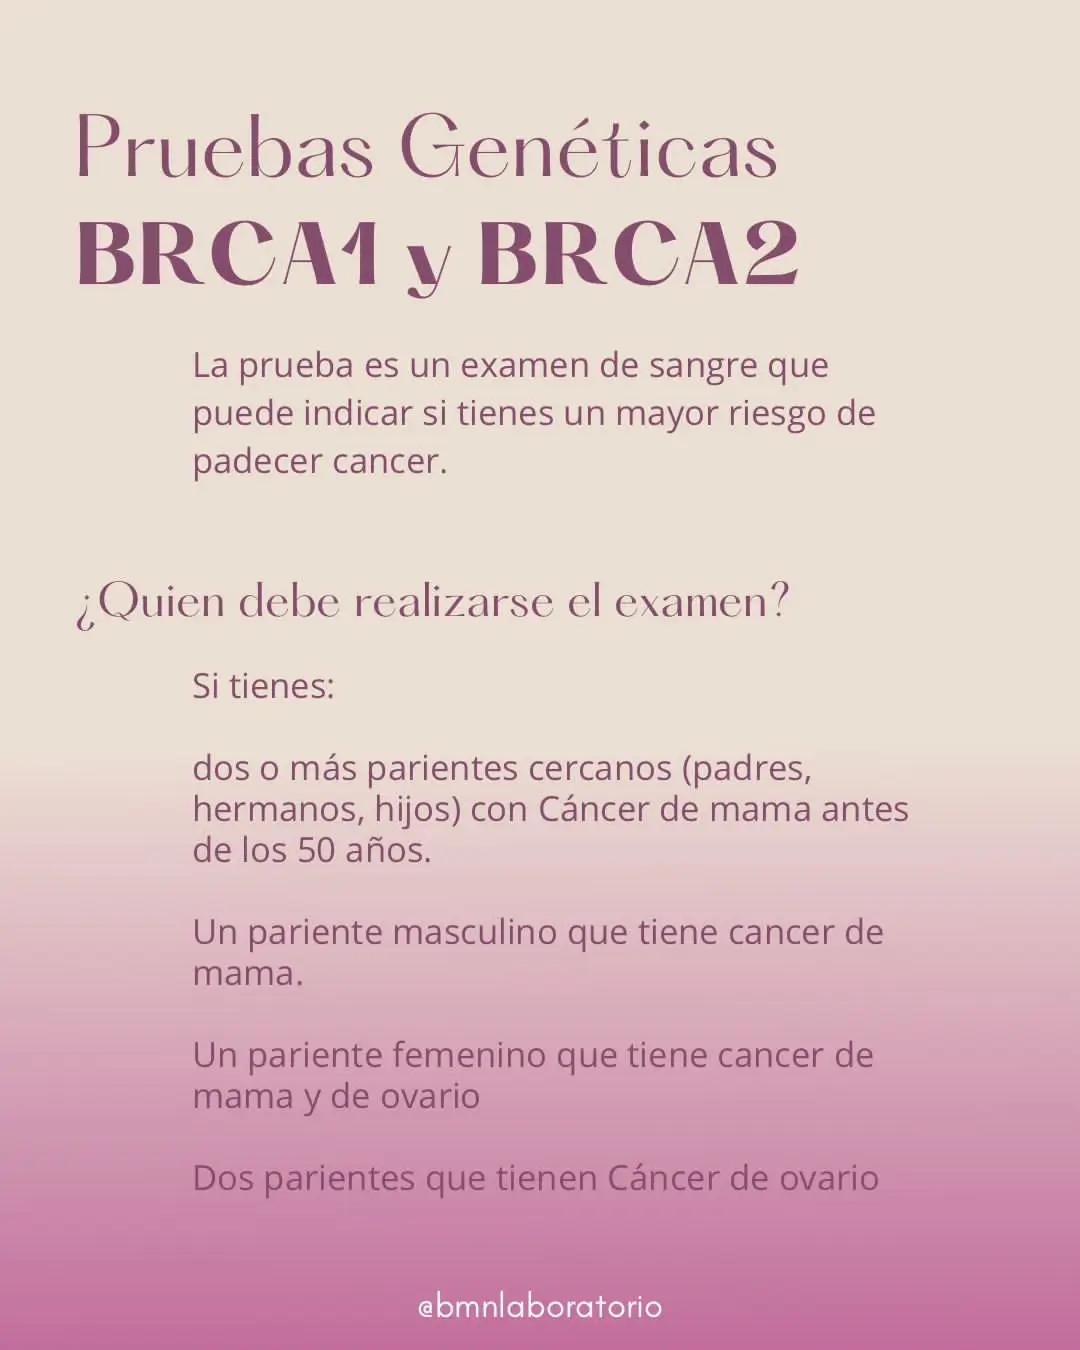 Pruebas Genéticas
BRCA1 y BRCA2
La prueba es un examen de sangre que
puede indicar si tienes un mayor riesgo de
padecer cancer.
¿Quien debe realizarse el examen?
Si tienes:
dos o más parientes cercanos (padres,
hermanos, hijos) con Cáncer de mama antes
de los 50 años.
Un pariente masculino que tiene cancer de
mama.
Un pariente femenino que tiene cancer de
mama y de ovario
Dos parientes que tienen Cáncer de ovario
@bmnlaboratorio